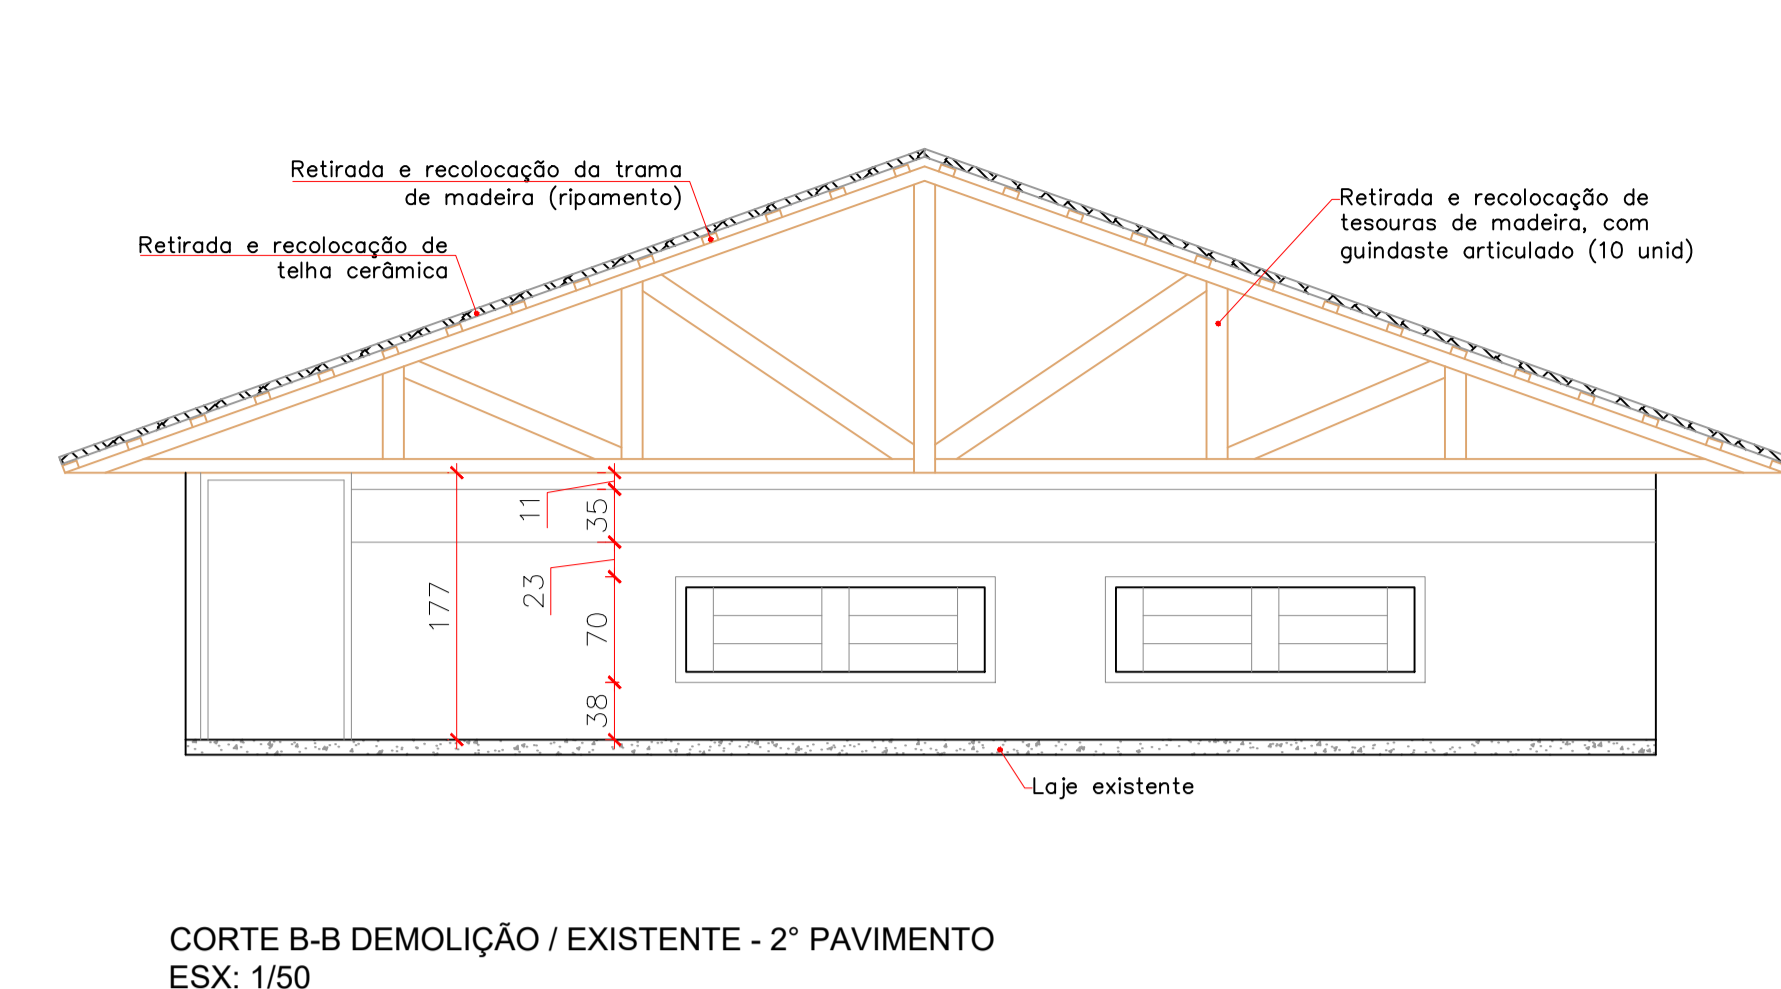 Retirada e recolocação da trama
de madeira (ripamento)
Retirada e recolocação de
telha cerâmica
Retirada e recolocação de
tesouras de madeira, com
guindaste articulado (10 unid)
11
35
23
177
70
38
Laje existente
CORTE B-B DEMOLIÇÃO / EXISTENTE - 2° PAVIMENTO
ESX: 1/50